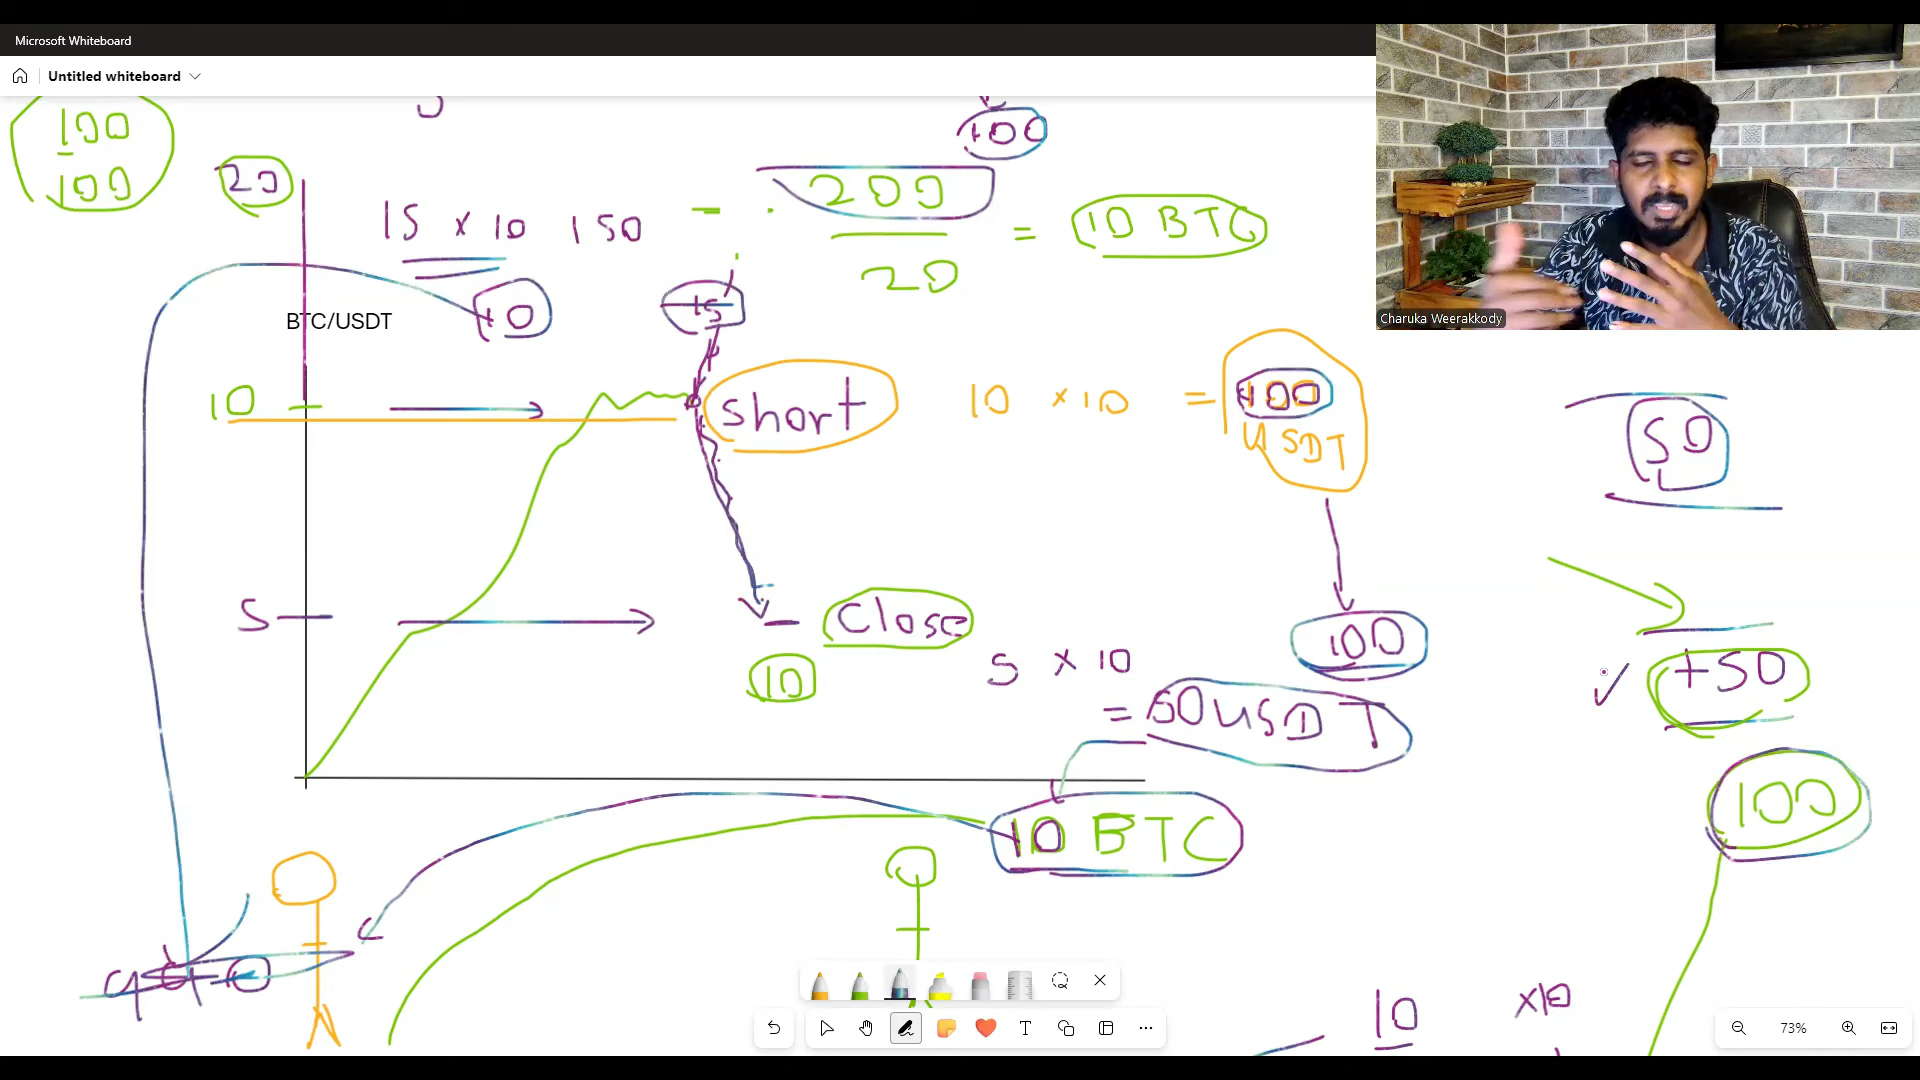 Microsoft Whiteboard
Untitled whiteboard
100
100
20
100
15 x 10 150
- 200
20
= 10 BTC
10
15
BTC/USDT
10
short
10 x 10 = 100
USDT
50
5
Close
10
5 x 10
= 50 USDT
100
+50
100
10 BTC
10
x10
73%
Charuka Weerakkody